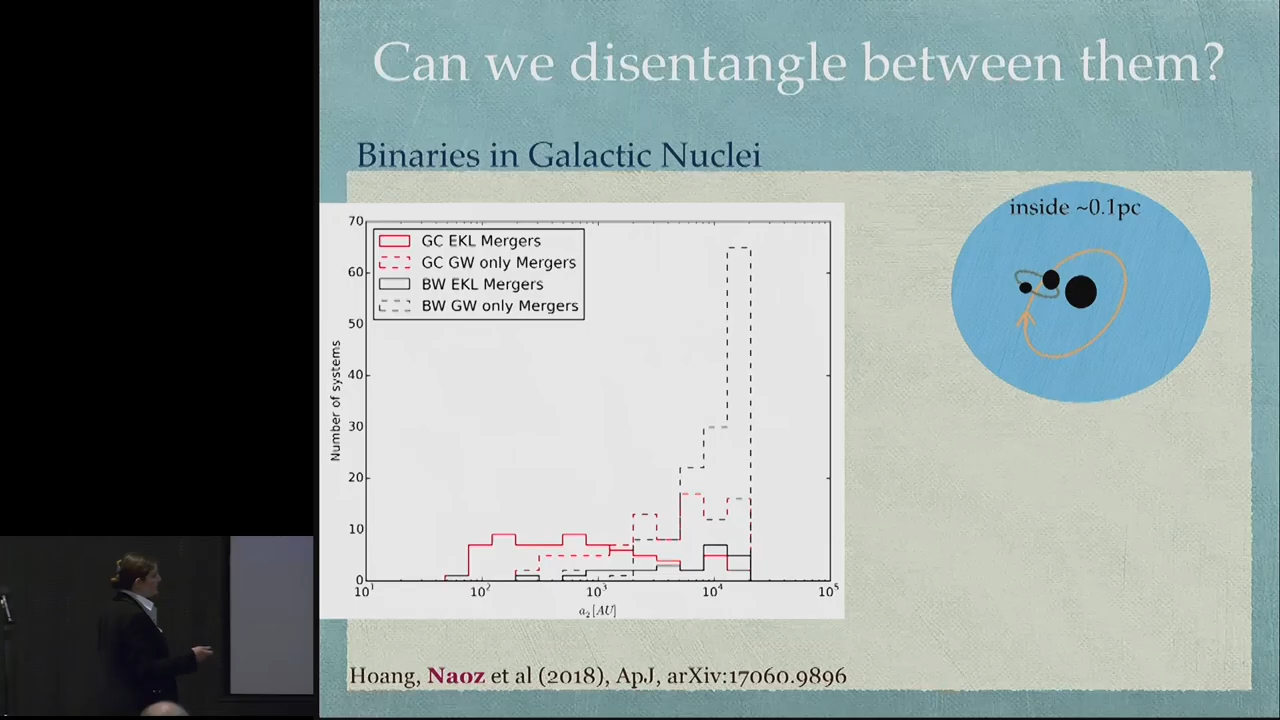 Can we disentangle between them?
Binaries in Galactic Nuclei
inside ~0.1pc
70
60
50
40
30
20
10
0
Number of systems
GC EKL Mergers
GC GW only Mergers
BW EKL Mergers
BW GW only Mergers
10¹ 10² 10³ 10⁴ 10⁵
a₂[AU]
Hoang, Naoz et al (2018), ApJ, arXiv:17060.9896